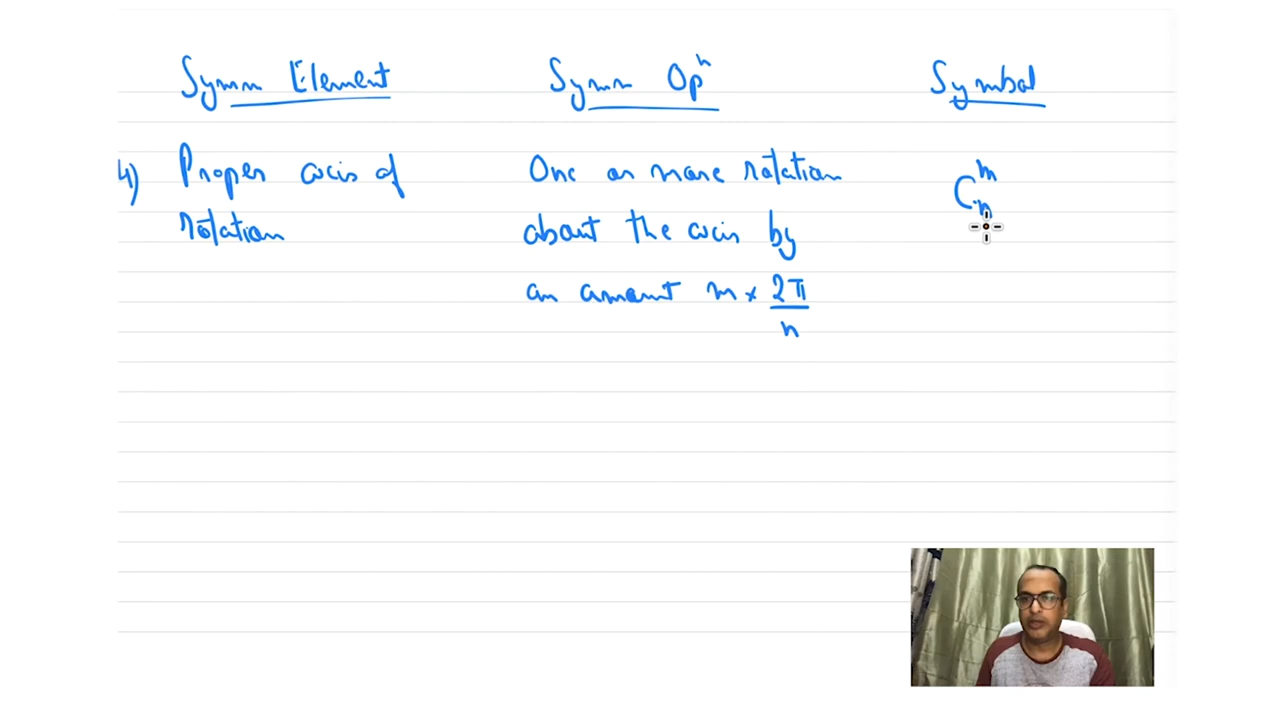 Symm Element Symm Opⁿ Symbol
4) Proper axis of One or more rotation Cₙᵐ
rotation about the axis by
an amount m × 2π/n